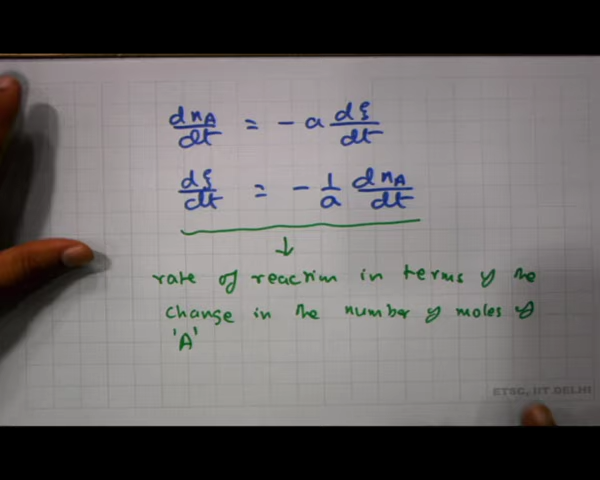 dnA/dt = - a dξ/dt
dξ/dt = - 1/a dnA/dt
↓
rate of reaction in terms of the
change in the number of moles of
'A'
ETSC, IIT DELHI